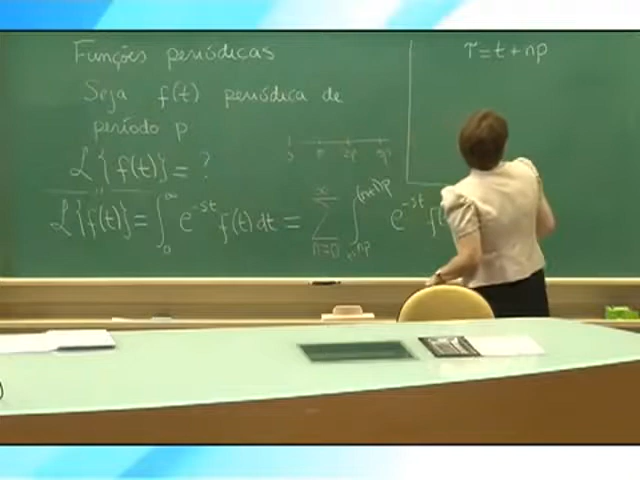 Funções periódicas
Seja f(t) periódica de
período p
ℒ{f(t)} = ?
ℒ{f(t)} = ∫₀^∞ e^{-st} f(t) dt = ∑_{n=0}^∞ ∫_{np}^{(n+1)p} e^{-st} f(
τ = t + np